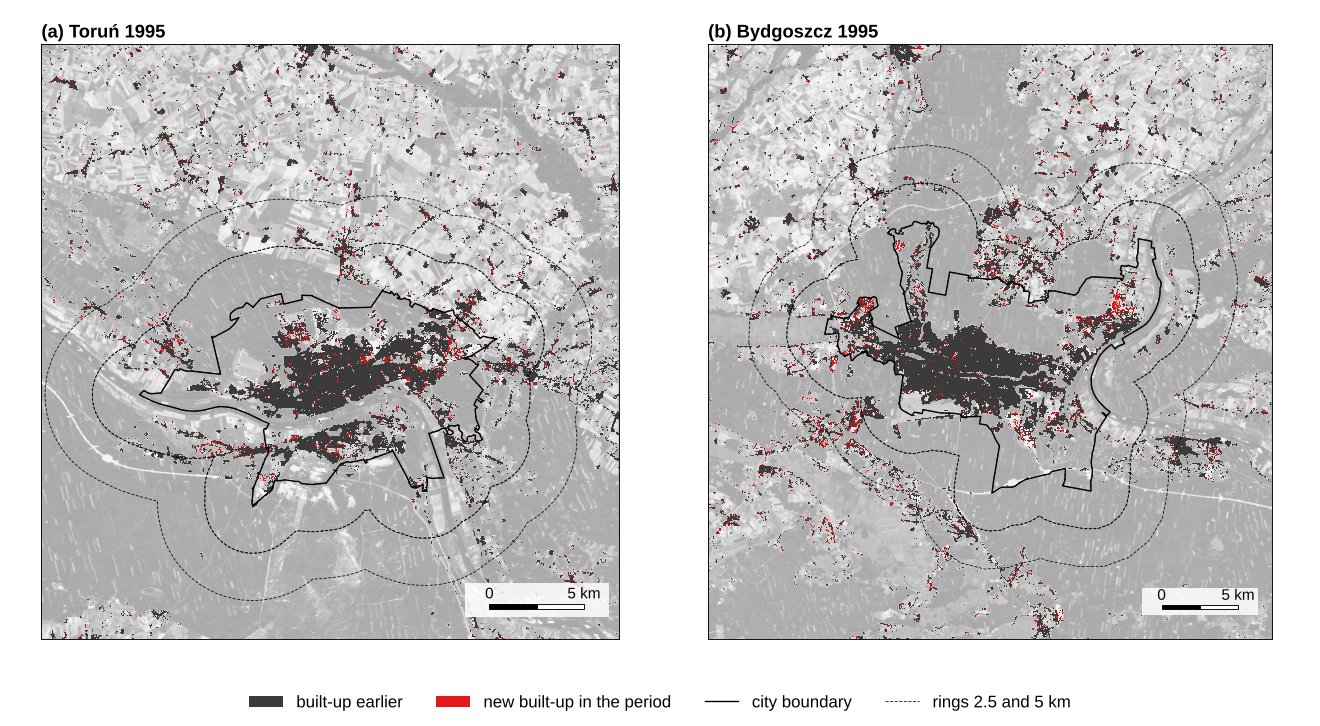 (a) Toruń 1995
(b) Bydgoszcz 1995
0 5 km
0 5 km
built-up earlier
new built-up in the period
city boundary
rings 2.5 and 5 km